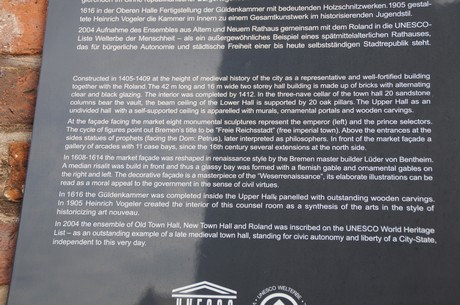 1616 in der Oberen Halle Fertigstellung der Güldenkammer mit bedeutenden Holzschnitzwerken. 1905 gestal-
tete Heinrich Vogeler die Kammer im Innern zu einem Gesamtkunstwerk im historisierenden Jugendstil.
2004 Aufnahme des Ensembles aus Altem und Neuem Rathaus gemeinsam mit dem Roland in die UNESCO-
Liste Welterbe der Menschheit – als ein außergewöhnliches Beispiel eines spätmittelalterlichen Rathauses,
das für bürgerliche Autonomie und städtische Freiheit einer bis heute selbstständigen Stadtrepublik steht.
Constructed in 1405-1409 at the height of medieval history of the city as a representative and well-fortified building
together with the Roland. The 42 m long and 16 m wide two storey hall building is made up of bricks with alternating
clear and black glazing. The interior was completed by 1412. In the three-nave cellar of the town hall 20 sandstone
columns bear the vault, the beam ceiling of the Lower Hall is supported by 20 oak pillars. The Upper Hall as an
undivided hall with a self-supported ceiling is apparelled with murals, ornamental portals and wooden carvings.
At the façade facing the market eight monumental sculptures represent the emperor (left) and the prince selectors.
The cycle of figures point out Bremen's title to be "Freie Reichsstadt" (free imperial town). Above the entrances at the
sides statues of prophets (facing the Dom: Petrus), later interpreted as philosophers. In front of the market façade a
gallery of arcades with 11 case bays, since the 16th century several extensions at the north side.
In 1608-1614 the market façade was reshaped in renaissance style by the Bremen master builder Lüder von Bentheim.
A median risalit was build in front and thus a glassy bay was formed with a flemish gable and ornamental gables on
the right and left. The decorative façade is a masterpiece of the "Weserrenaissance", its elaborate illustrations can be
read as a moral appeal to the government in the sense of civil virtues.
In 1616 the Güldenkammer was completed inside the Upper Hall panelled with outstanding wooden carvings.
In 1905 Heinrich Vogeler created the interior of this counsel room as a synthesis of the arts in the style of
historicizing art nouveau.
In 2004 the ensemble of Old Town Hall, New Town Hall and Roland was inscribed on the UNESCO World Heritage
List – as an outstanding example of a late medieval town hall, standing for civic autonomy and liberty of a City-State,
independent to this very day.
UNESCO WELTERBE